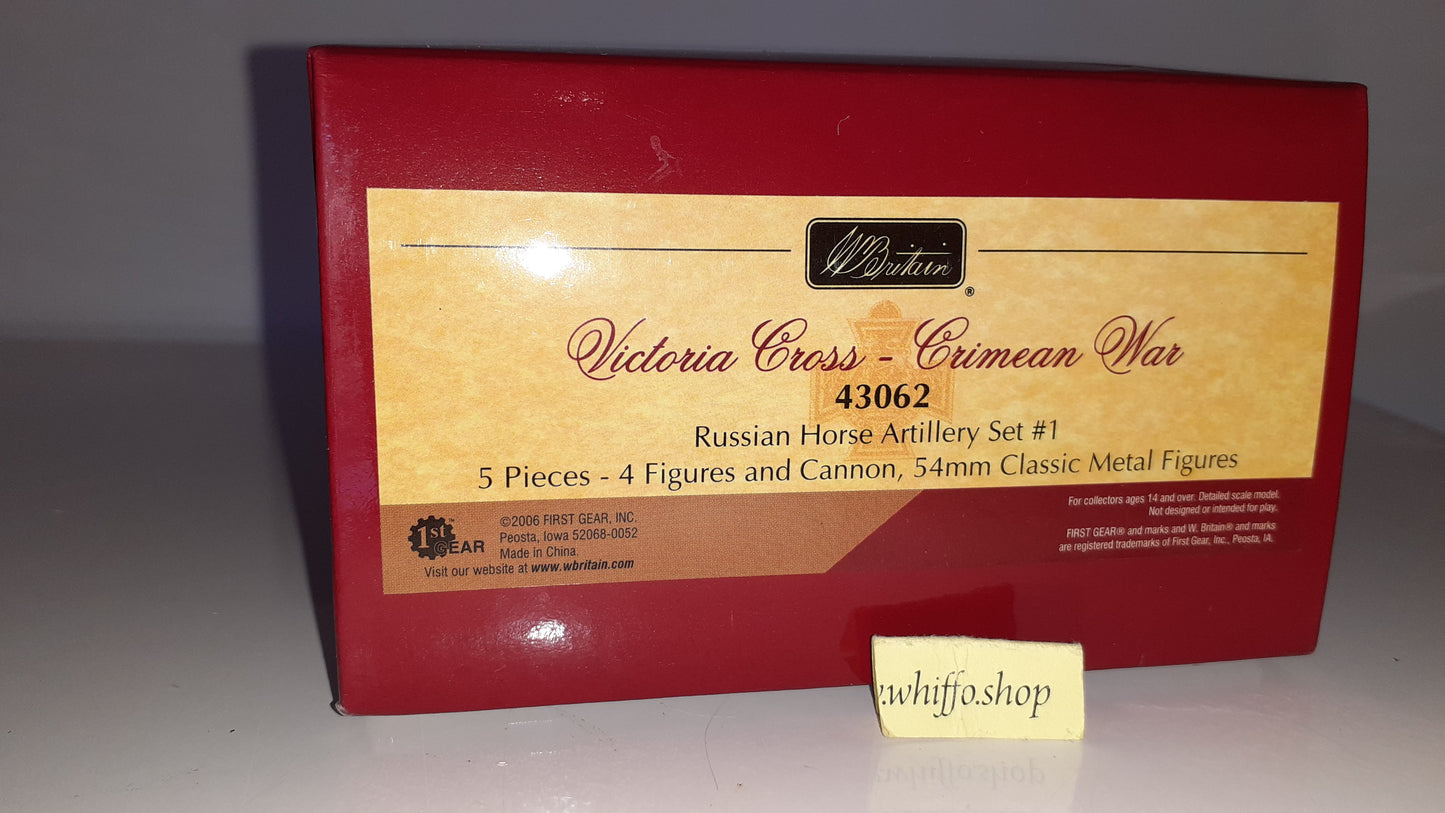 WBritain
®
Victoria Cross - Crimean War
43062
Russian Horse Artillery Set #1
5 Pieces - 4 Figures and Cannon, 54mm Classic Metal Figures
1st GEAR™
©2006 FIRST GEAR, INC.
Peosta, Iowa 52068-0052
Made in China.
Visit our website at www.wbritain.com
For collectors ages 14 and over. Detailed scale model.
Not designed or intended for play.
FIRST GEAR® and marks and W. Britain® and marks
are registered trademarks of First Gear, Inc., Peosta, IA.
.whiffo.shop